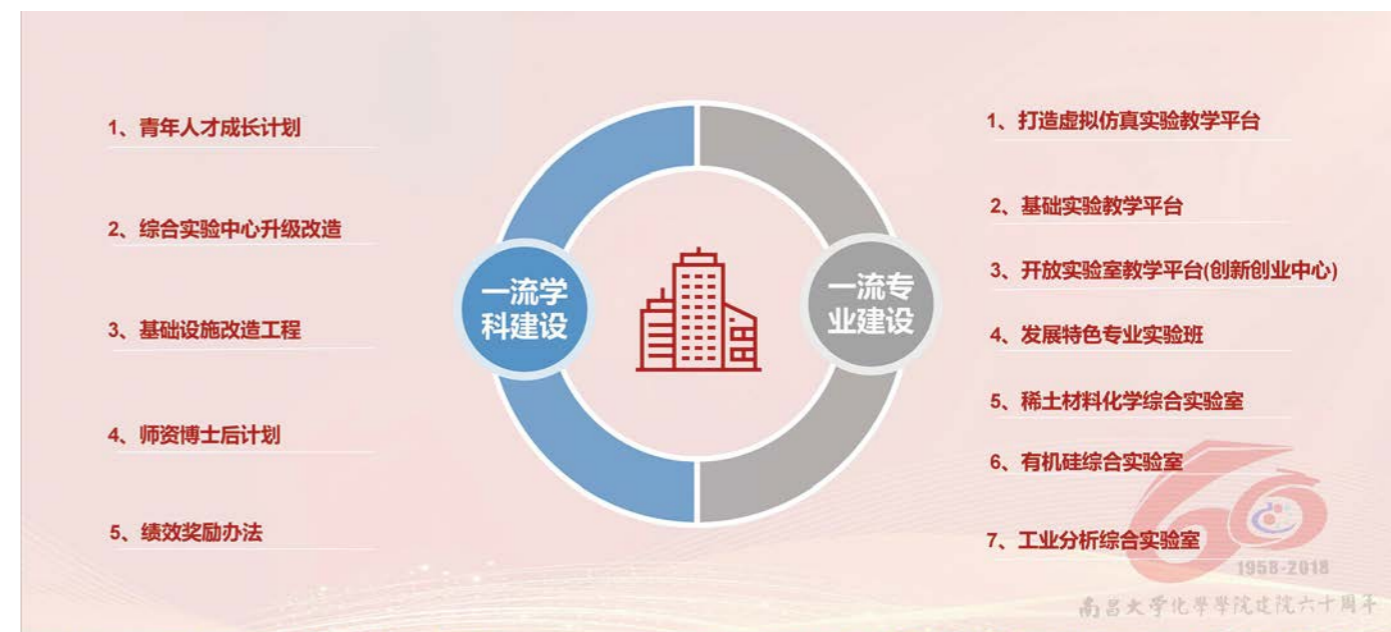 1、青年人才成长计划
2、综合实验中心升级改造
3、基础设施改造工程
4、师资博士后计划
5、绩效奖励办法
一流学
科建设
一流专
业建设
1、打造虚拟仿真实验教学平台
2、基础实验教学平台
3、开放实验室教学平台(创新创业中心)
4、发展特色专业实验班
5、稀土材料化学综合实验室
6、有机硅综合实验室
7、工业分析综合实验室
60
1958-2018
南昌大学化学学院建院六十周年